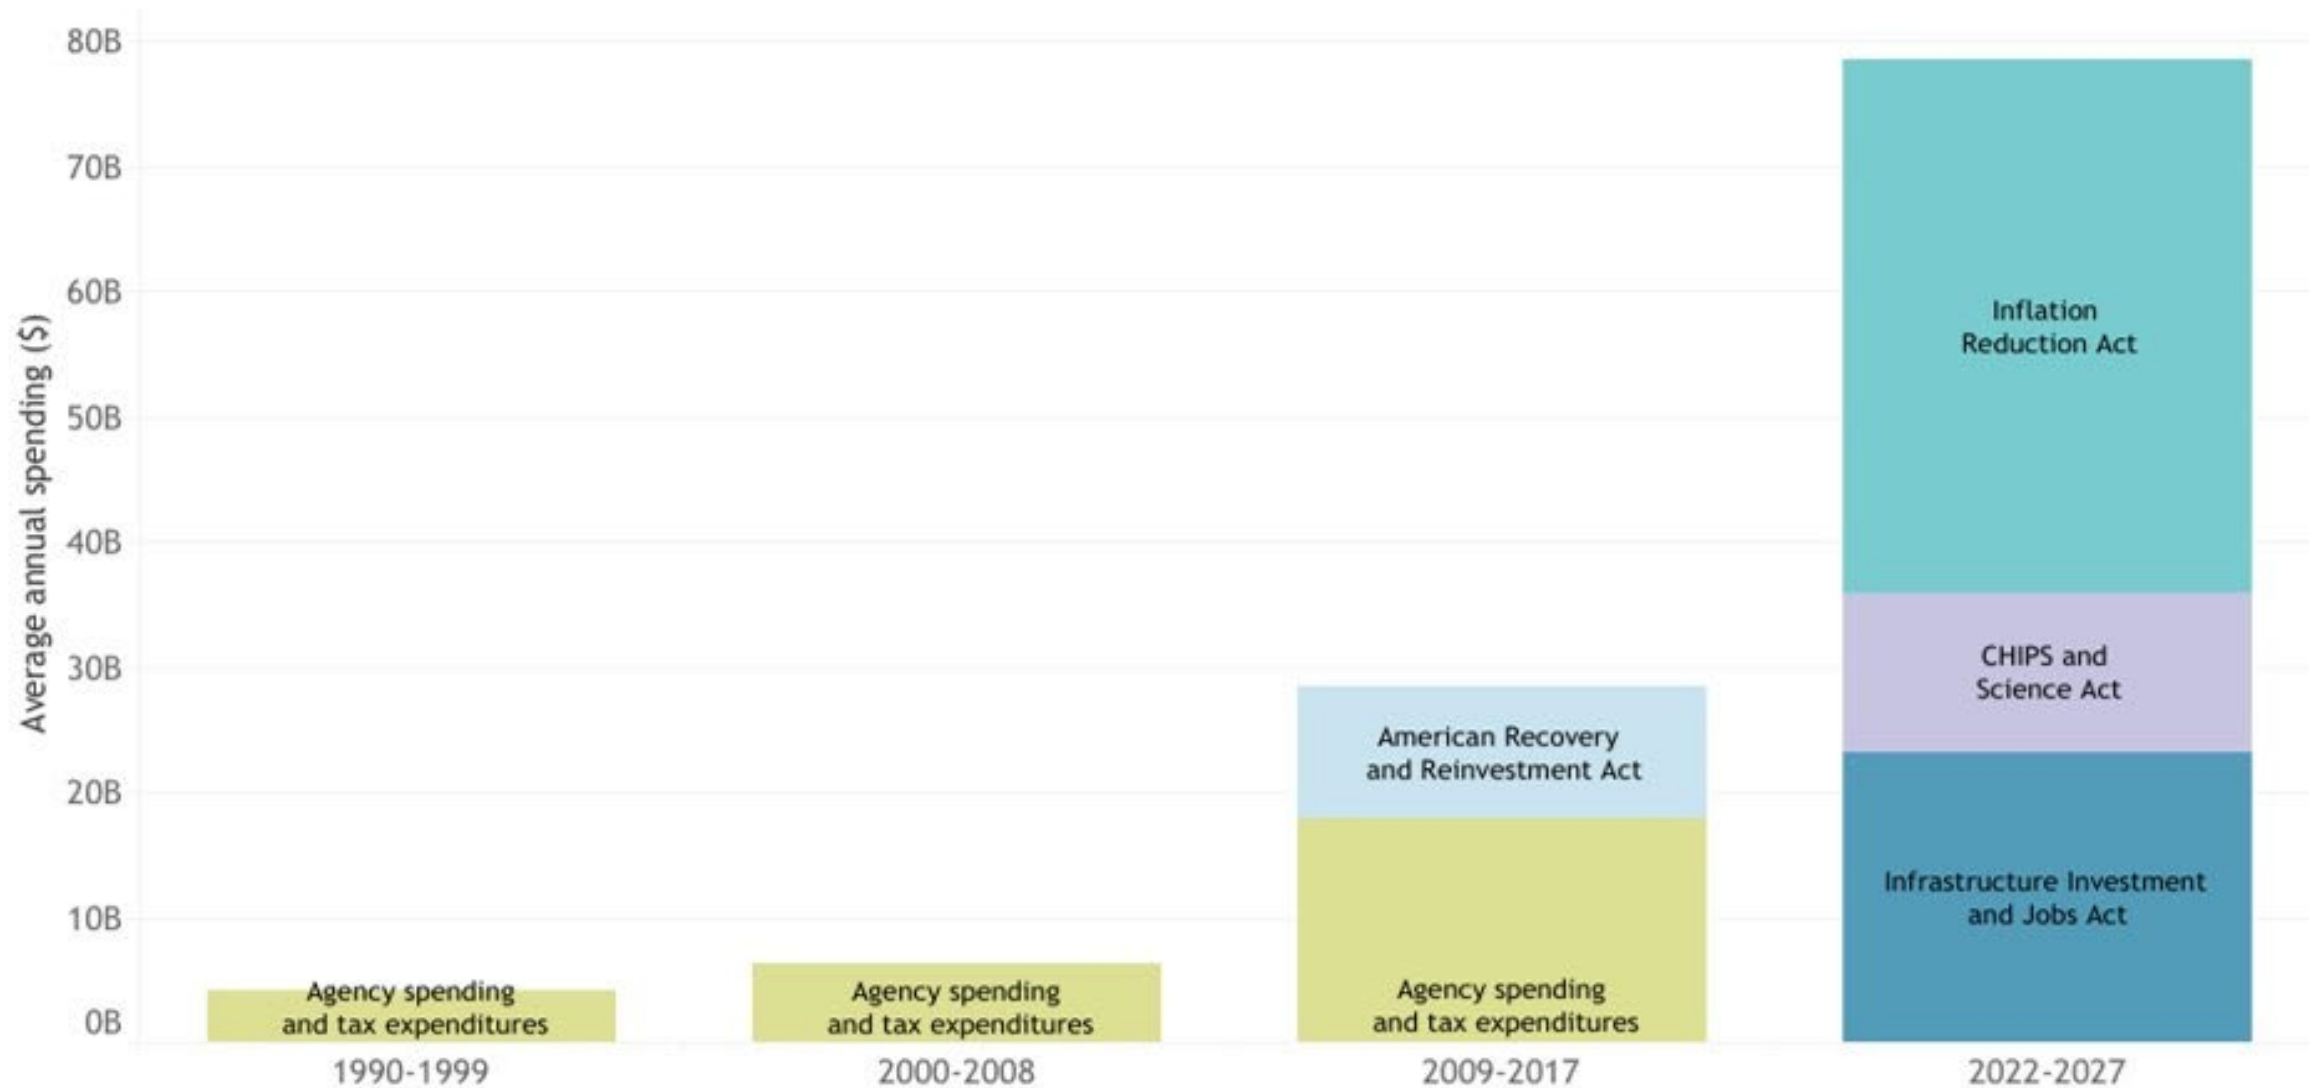 80B
70B
60B
50B
40B
30B
20B
10B
0B
Average annual spending ($)
Agency spending
and tax expenditures
Agency spending
and tax expenditures
American Recovery
and Reinvestment Act
Agency spending
and tax expenditures
Inflation
Reduction Act
CHIPS and
Science Act
Infrastructure Investment
and Jobs Act
1990-1999
2000-2008
2009-2017
2022-2027